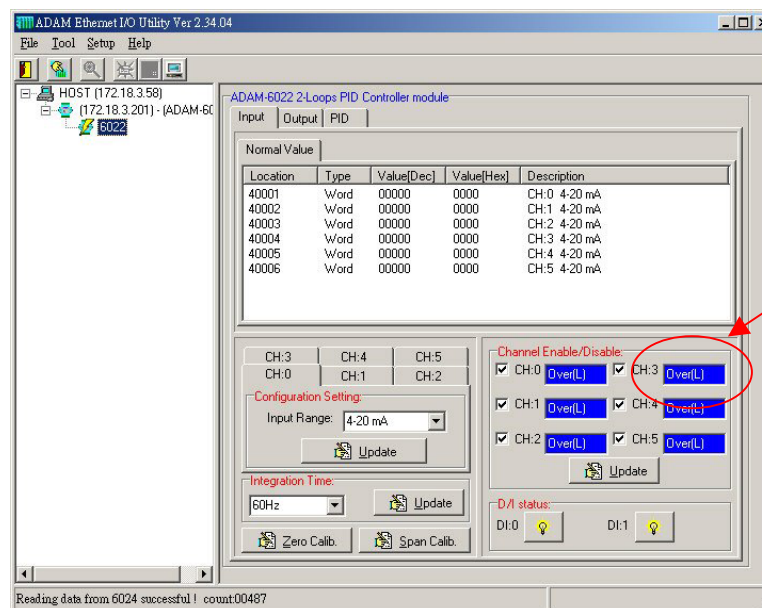 ADAM Ethernet I/O Utility Ver 2.34.04
File Tool Setup Help
HOST (172.18.3.58)
(172.18.3.201) - (ADAM-60
6022
ADAM-6022 2-Loops PID Controller module
Input Output PID
Normal Value
Location Type Value[Dec] Value[Hex] Description
40001 Word 00000 0000 CH:0 4-20 mA
40002 Word 00000 0000 CH:1 4-20 mA
40003 Word 00000 0000 CH:2 4-20 mA
40004 Word 00000 0000 CH:3 4-20 mA
40005 Word 00000 0000 CH:4 4-20 mA
40006 Word 00000 0000 CH:5 4-20 mA
CH:3 CH:4 CH:5
CH:0 CH:1 CH:2
Configuration Setting:
Input Range: 4-20 mA
Update
Integration Time:
60Hz Update
Zero Calib. Span Calib.
Channel Enable/Disable:
CH:0 Over(L) CH:3 Over(L)
CH:1 Over(L) CH:4 Over(L)
CH:2 Over(L) CH:5 Over(L)
Update
D/I status:
DI:0 DI:1
Reading data from 6024 successful ! count:00487